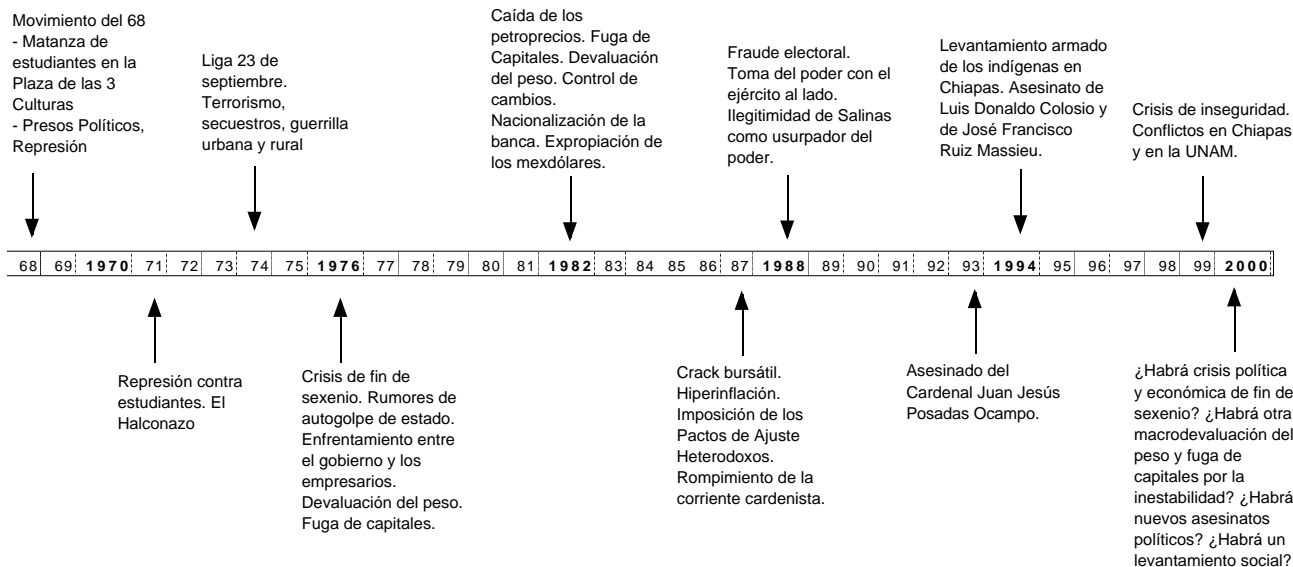 Movimiento del 68
- Matanza de
estudiantes en la
Plaza de las 3
Culturas
- Presos Políticos,
Represión
Liga 23 de
septiembre.
Terrorismo,
secuestros, guerrilla
urbana y rural
Caída de los
petroprecios. Fuga de
Capitales. Devaluación
del peso. Control de
cambios.
Nacionalización de la
banca. Expropiación de
los mexdólares.
Fraude electoral.
Toma del poder con el
ejército al lado.
Ilegitimidad de Salinas
como usurpador del
poder.
Levantamiento armado
de los indígenas en
Chiapas. Asesinato de
Luis Donaldo Colosio y
de José Francisco
Ruiz Massieu.
Crisis de inseguridad.
Conflictos en Chiapas
y en la UNAM.
68 69 1970 71 72 73 74 75 1976 77 78 79 80 81 1982 83 84 85 86 87 1988 89 90 91 92 93 1994 95 96 97 98 99 2000
Represión contra
estudiantes. El
Halconazo
Crisis de fin de
sexenio. Rumores de
autogolpe de estado.
Enfrentamiento entre
el gobierno y los
empresarios.
Devaluación del peso.
Fuga de capitales.
Crack bursátil.
Hiperinflación.
Imposición de los
Pactos de Ajuste
Heterodoxos.
Rompimiento de la
corriente cardenista.
Asesinado del
Cardenal Juan Jesús
Posadas Ocampo.
¿Habrá crisis política
y económica de fin de
sexenio? ¿Habrá otra
macrodevaluación del
peso y fuga de
capitales por la
inestabilidad? ¿Habrá
nuevos asesinatos
políticos? ¿Habrá un
levantamiento social?